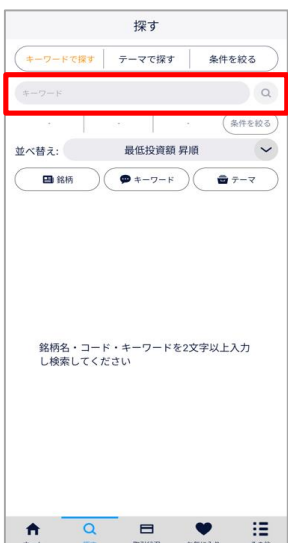 探す
キーワードで探す テーマで探す 条件を絞る
キーワード
- - - 条件を絞る
並べ替え: 最低投資額 昇順
銘柄 キーワード テーマ
銘柄名・コード・キーワードを2文字以上入力
し検索してください